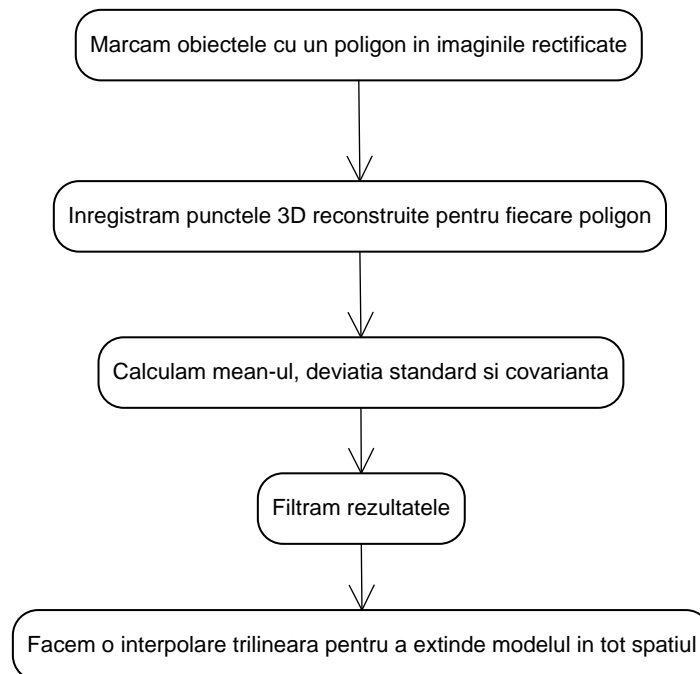 Marcam obiectele cu un poligon in imaginile rectificate
Inregistram punctele 3D reconstruite pentru fiecare poligon
Calculam mean-ul, deviatia standard si covarianta
Filtram rezultatele
Facem o interpolare trilineara pentru a extinde modelul in tot spatiul